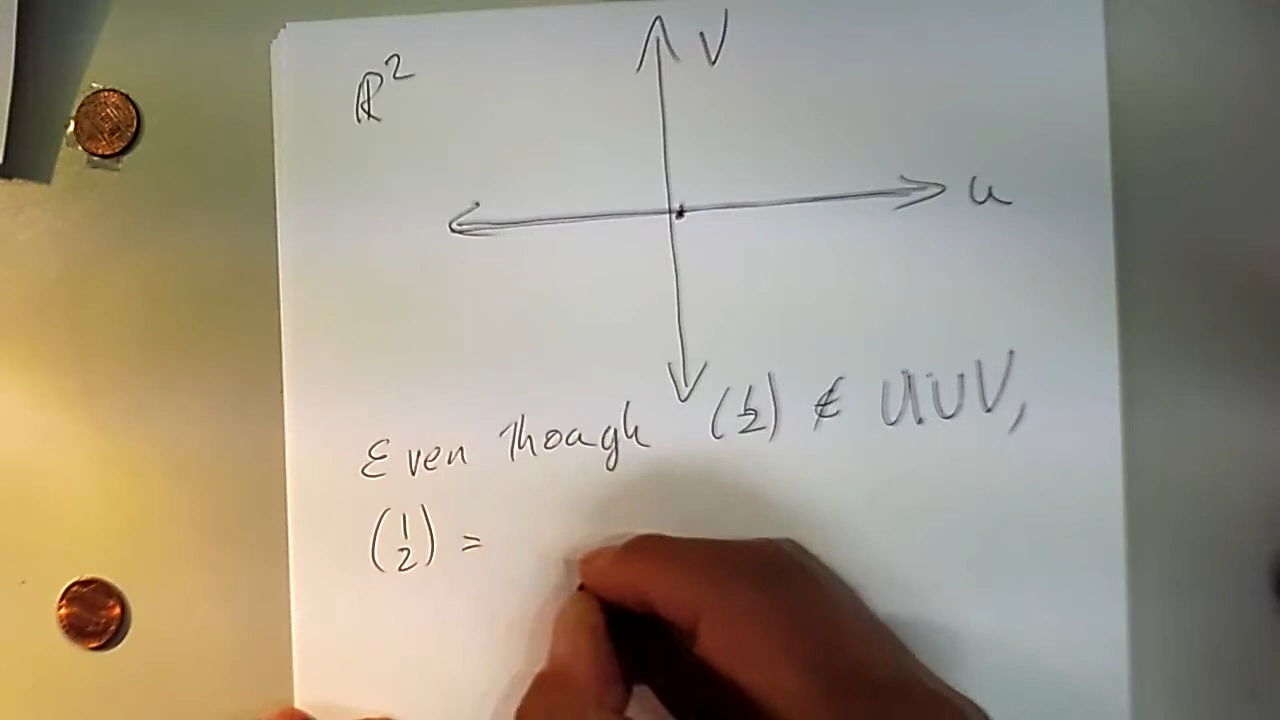 ℝ²
V
U
Even though (1 2) ∉ U∪V,
(1 2) =